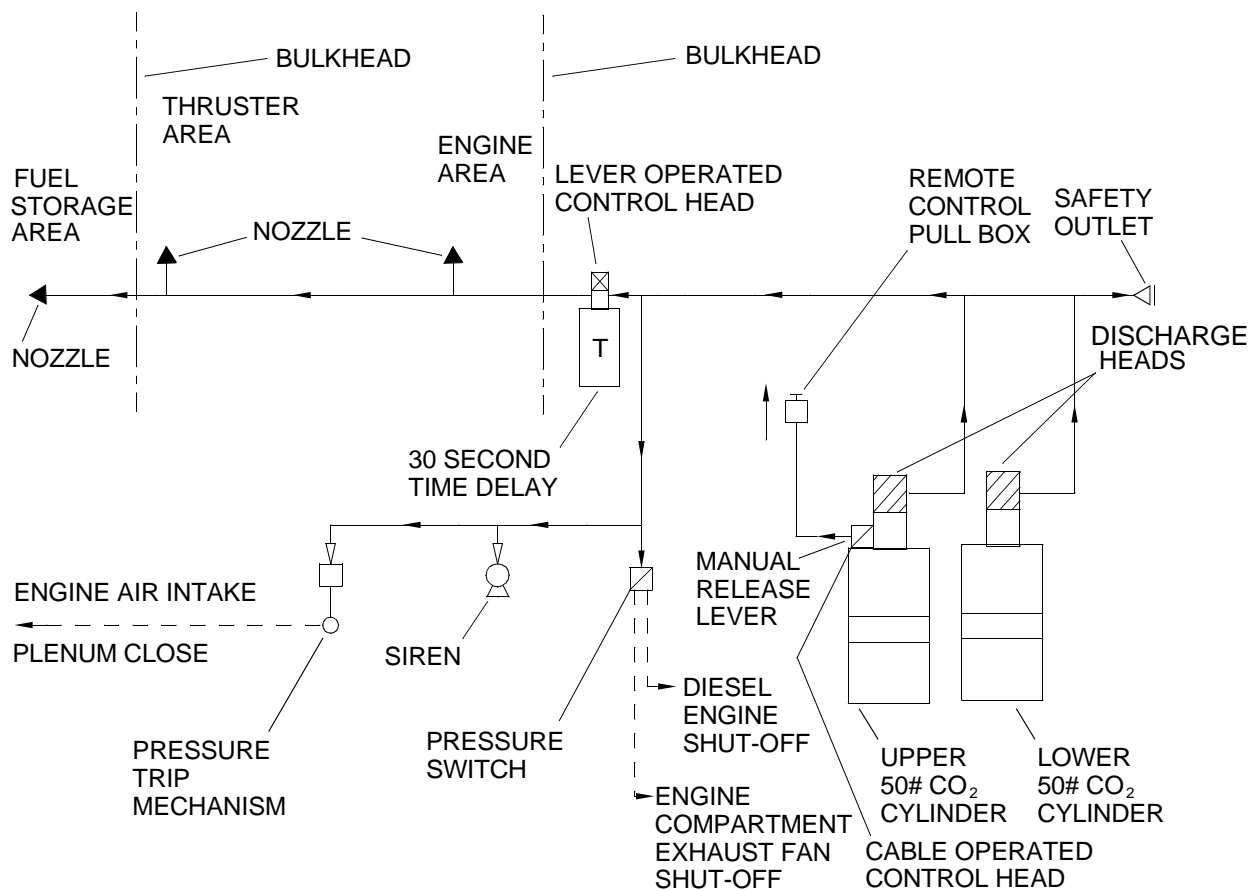 BULKHEAD
BULKHEAD
THRUSTER
AREA
ENGINE
AREA
LEVER OPERATED
CONTROL HEAD
REMOTE
CONTROL
PULL BOX
SAFETY
OUTLET
FUEL
STORAGE
AREA
NOZZLE
NOZZLE
T
DISCHARGE
HEADS
30 SECOND
TIME DELAY
MANUAL
RELEASE
LEVER
ENGINE AIR INTAKE
PLENUM CLOSE
SIREN
PRESSURE
TRIP
MECHANISM
PRESSURE
SWITCH
DIESEL
ENGINE
SHUT-OFF
ENGINE
COMPARTMENT
EXHAUST FAN
SHUT-OFF
UPPER
50# CO₂
CYLINDER
LOWER
50# CO₂
CYLINDER
CABLE OPERATED
CONTROL HEAD